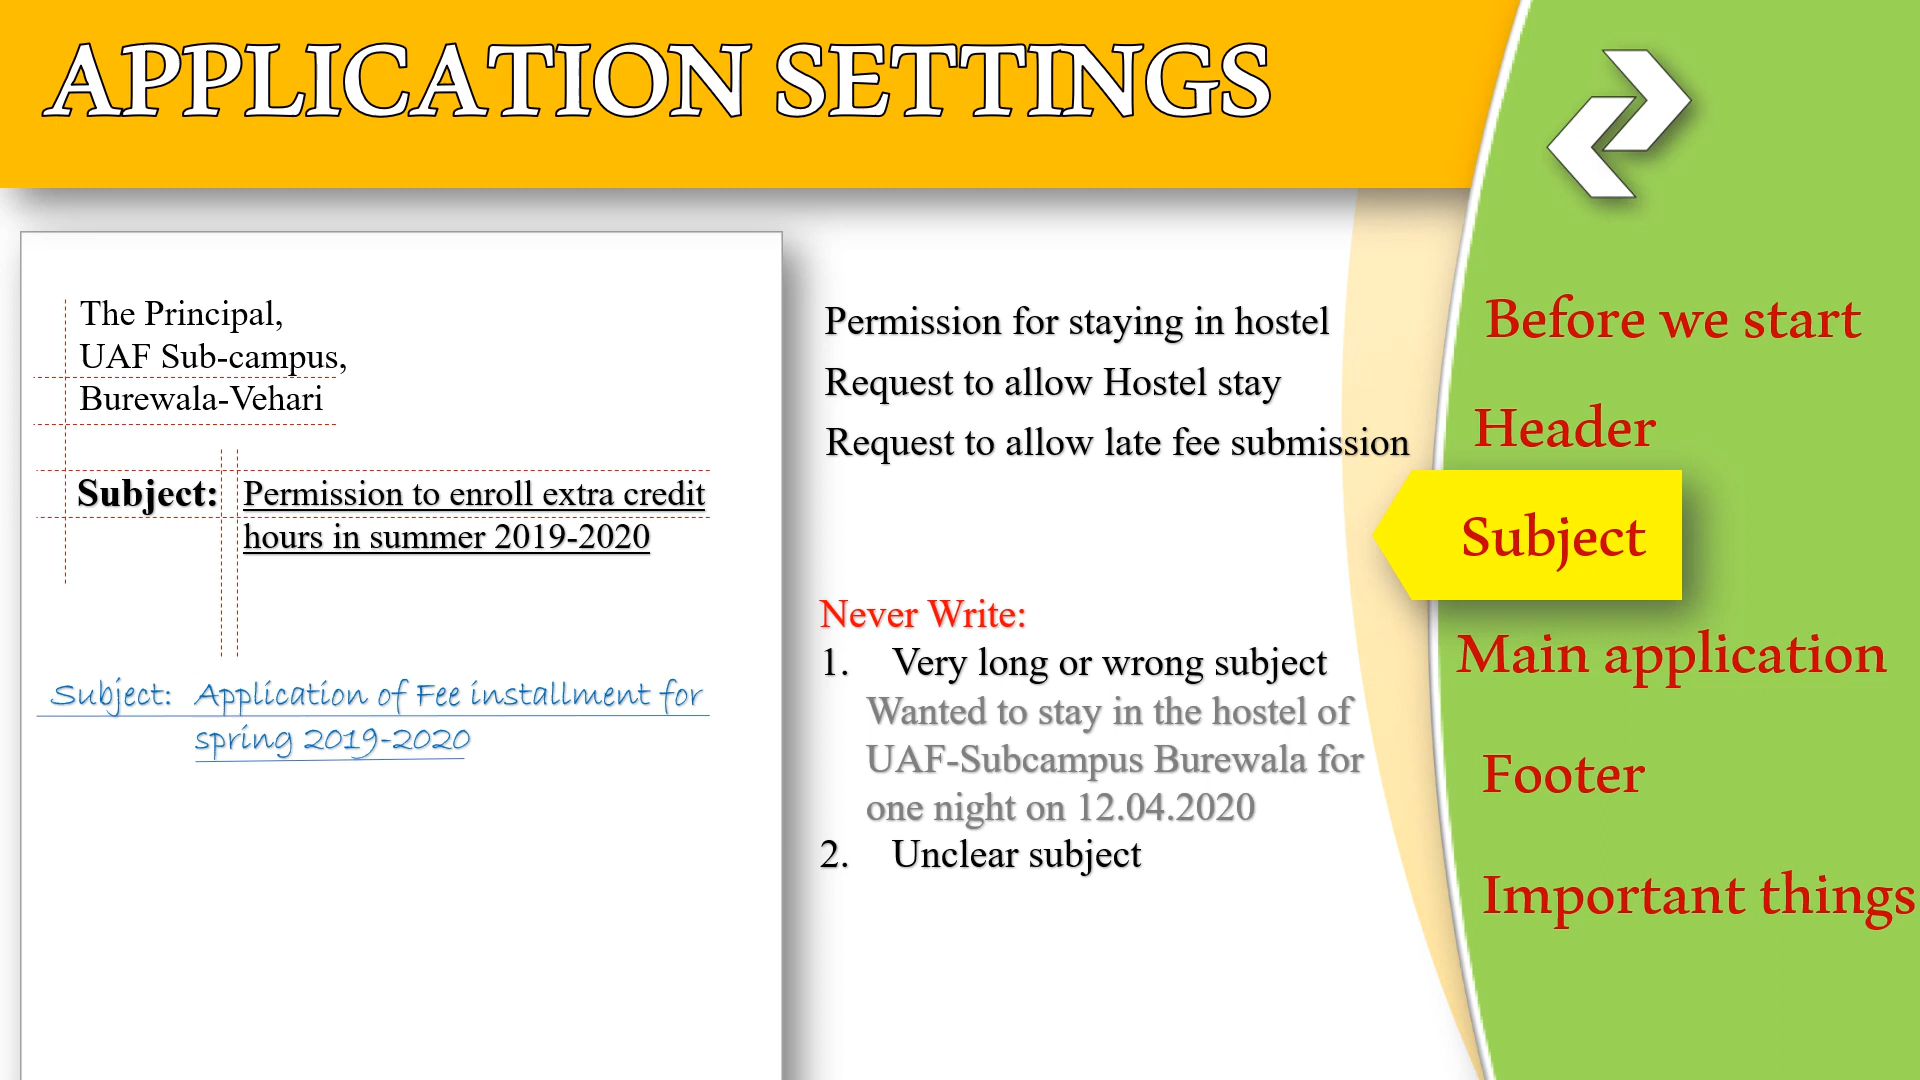 APPLICATION SETTINGS
The Principal,
UAF Sub-campus,
Burewala-Vehari
Subject: Permission to enroll extra credit
hours in summer 2019-2020
Subject: Application of Fee installment for
spring 2019-2020
Permission for staying in hostel
Request to allow Hostel stay
Request to allow late fee submission
Never Write:
1. Very long or wrong subject
Wanted to stay in the hostel of
UAF-Subcampus Burewala for
one night on 12.04.2020
2. Unclear subject
Before we start
Header
Subject
Main application
Footer
Important things